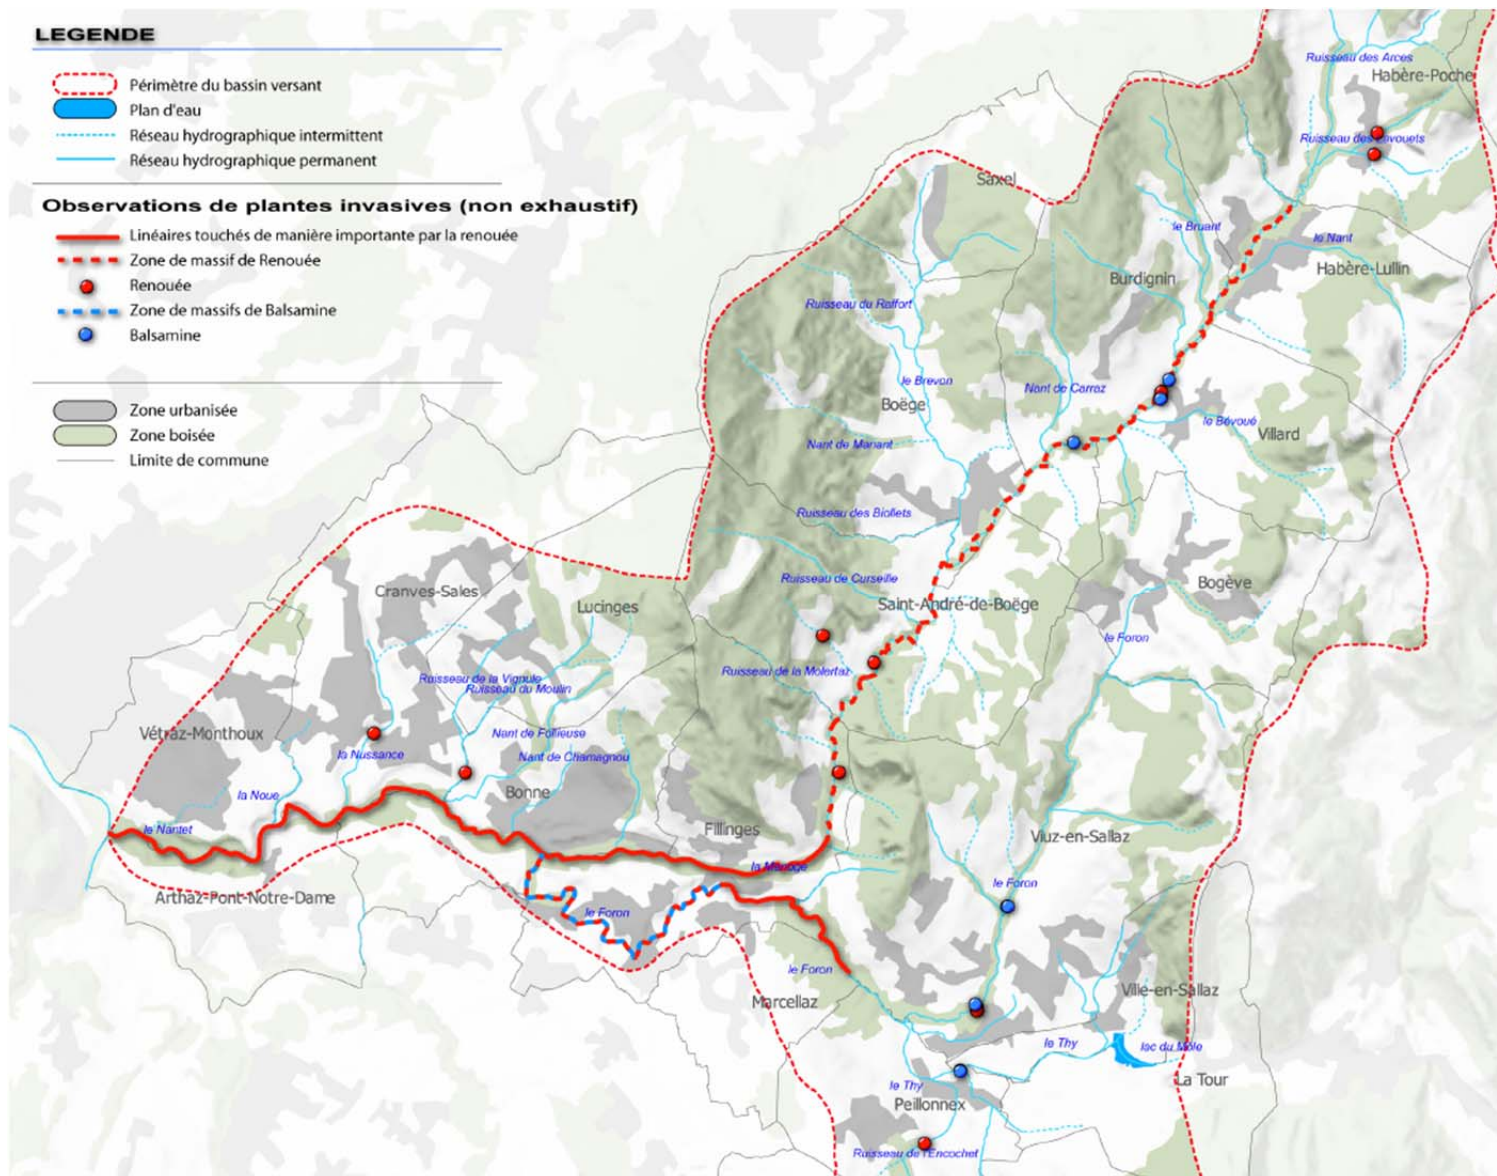 LEGENDE
Périmètre du bassin versant
Plan d'eau
Réseau hydrographique intermittent
Réseau hydrographique permanent
Observations de plantes invasives (non exhaustif)
Linéaires touchés de manière importante par la renouée
Zone de massif de Renouée
Renouée
Zone de massifs de Balsamine
Balsamine
Zone urbanisée
Zone boisée
Limite de commune
Ruisseau des Arces
Habère-Poche
Ruisseau des
Saxel
le Bruant
le Nant
Habère-Lullin
Burdignin
Ruisseau du Raffort
le Brevon
Nant de Carraz
Boëge
le Bévoué
Villard
Nant de Manant
Ruisseau des Biollets
Ruisseau de Curseille
Bogève
Cranves-Sales
Lucinges
Saint-André-de-Boëge
le Foron
Ruisseau de la Molertaz
Ruisseau de la Vignule
Ruisseau du Moulin
Vétraz-Monthoux
Nant de Follieuse
la Nussance
Nant de Chamagnou
la Noue
Bonne
le Nantet
Fillinges
Viuz-en-Sallaz
la Menoge
le Foron
Arthaz-Pont-Notre-Dame
le Foron
le Foron
Marcellaz
Ville-en-Sallaz
le Thy
lac du Môle
La Tour
le Thy
Peillonnex
Ruisseau de l'Encochet